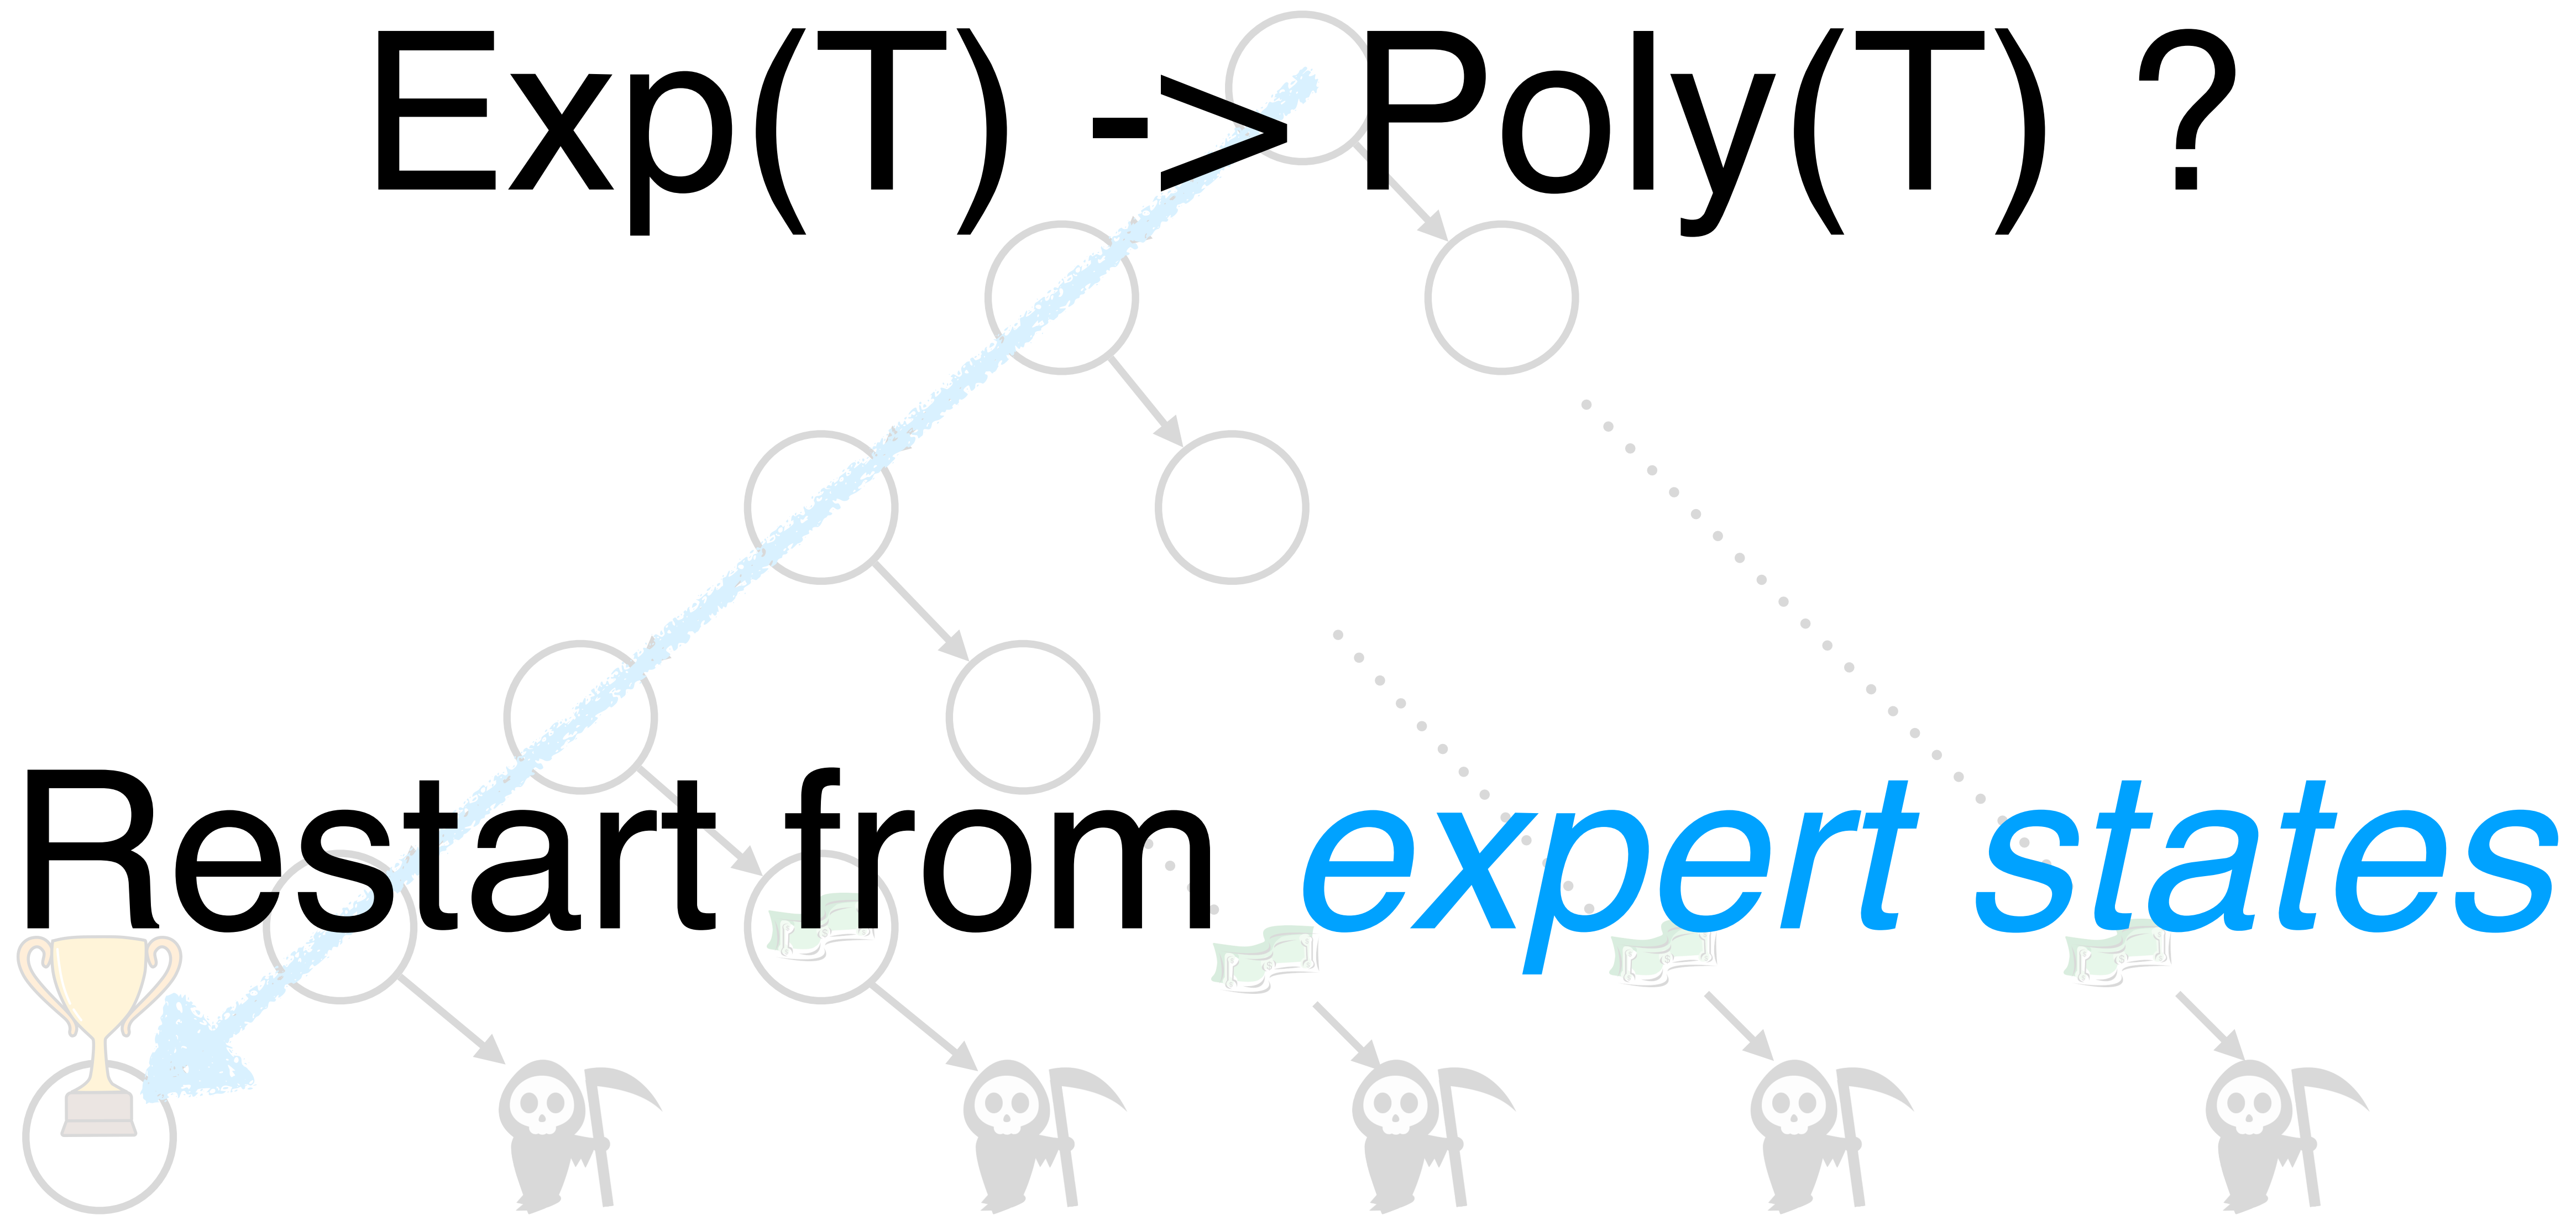 Exp(T) -> Poly(T) ?
Restart from expert states